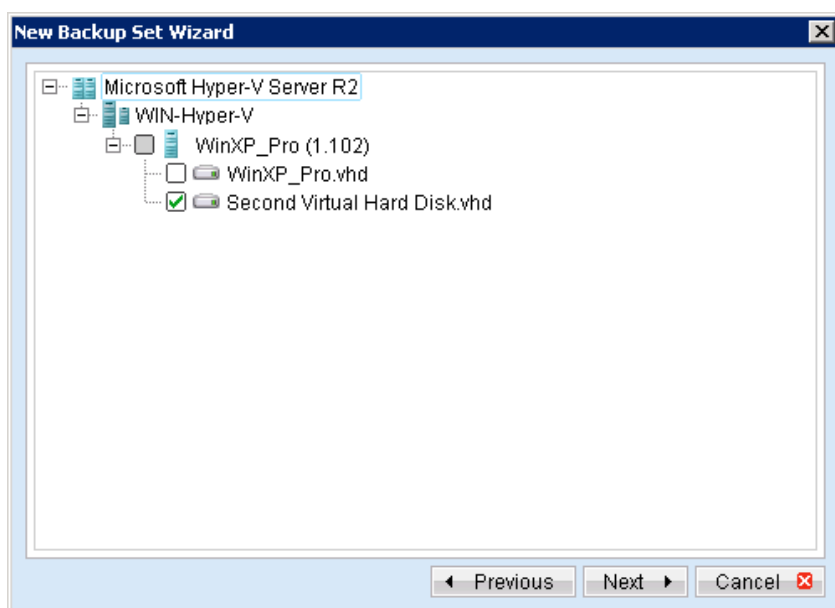 New Backup Set Wizard
Microsoft Hyper-V Server R2
WIN-Hyper-V
WinXP_Pro (1.102)
WinXP_Pro.vhd
Second Virtual Hard Disk.vhd
Previous Next Cancel